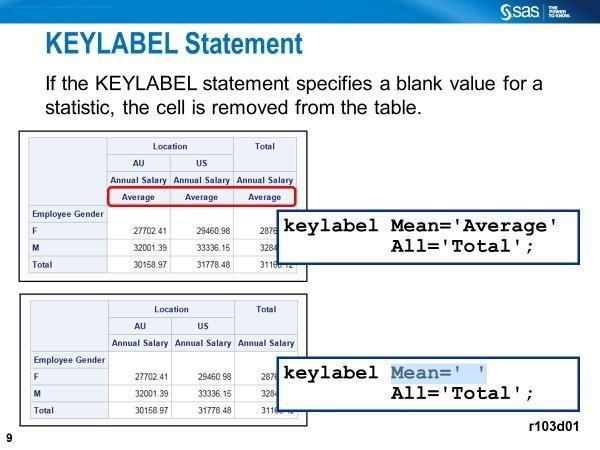 sas THE POWER TO KNOW.
KEYLABEL Statement
If the KEYLABEL statement specifies a blank value for a
statistic, the cell is removed from the table.
Location Total
AU US
Annual Salary Annual Salary Annual Salary
Average Average Average
Employee Gender
F 27702.41 29460.98
M 32001.39 33336.15
Total 30158.97 31778.48
keylabel Mean='Average'
All='Total';
Location Total
AU US
Annual Salary Annual Salary Annual Salary
Employee Gender
F 27702.41 29460.98
M 32001.39 33336.15
Total 30158.97 31778.48
keylabel Mean=' '
All='Total';
r103d01
9